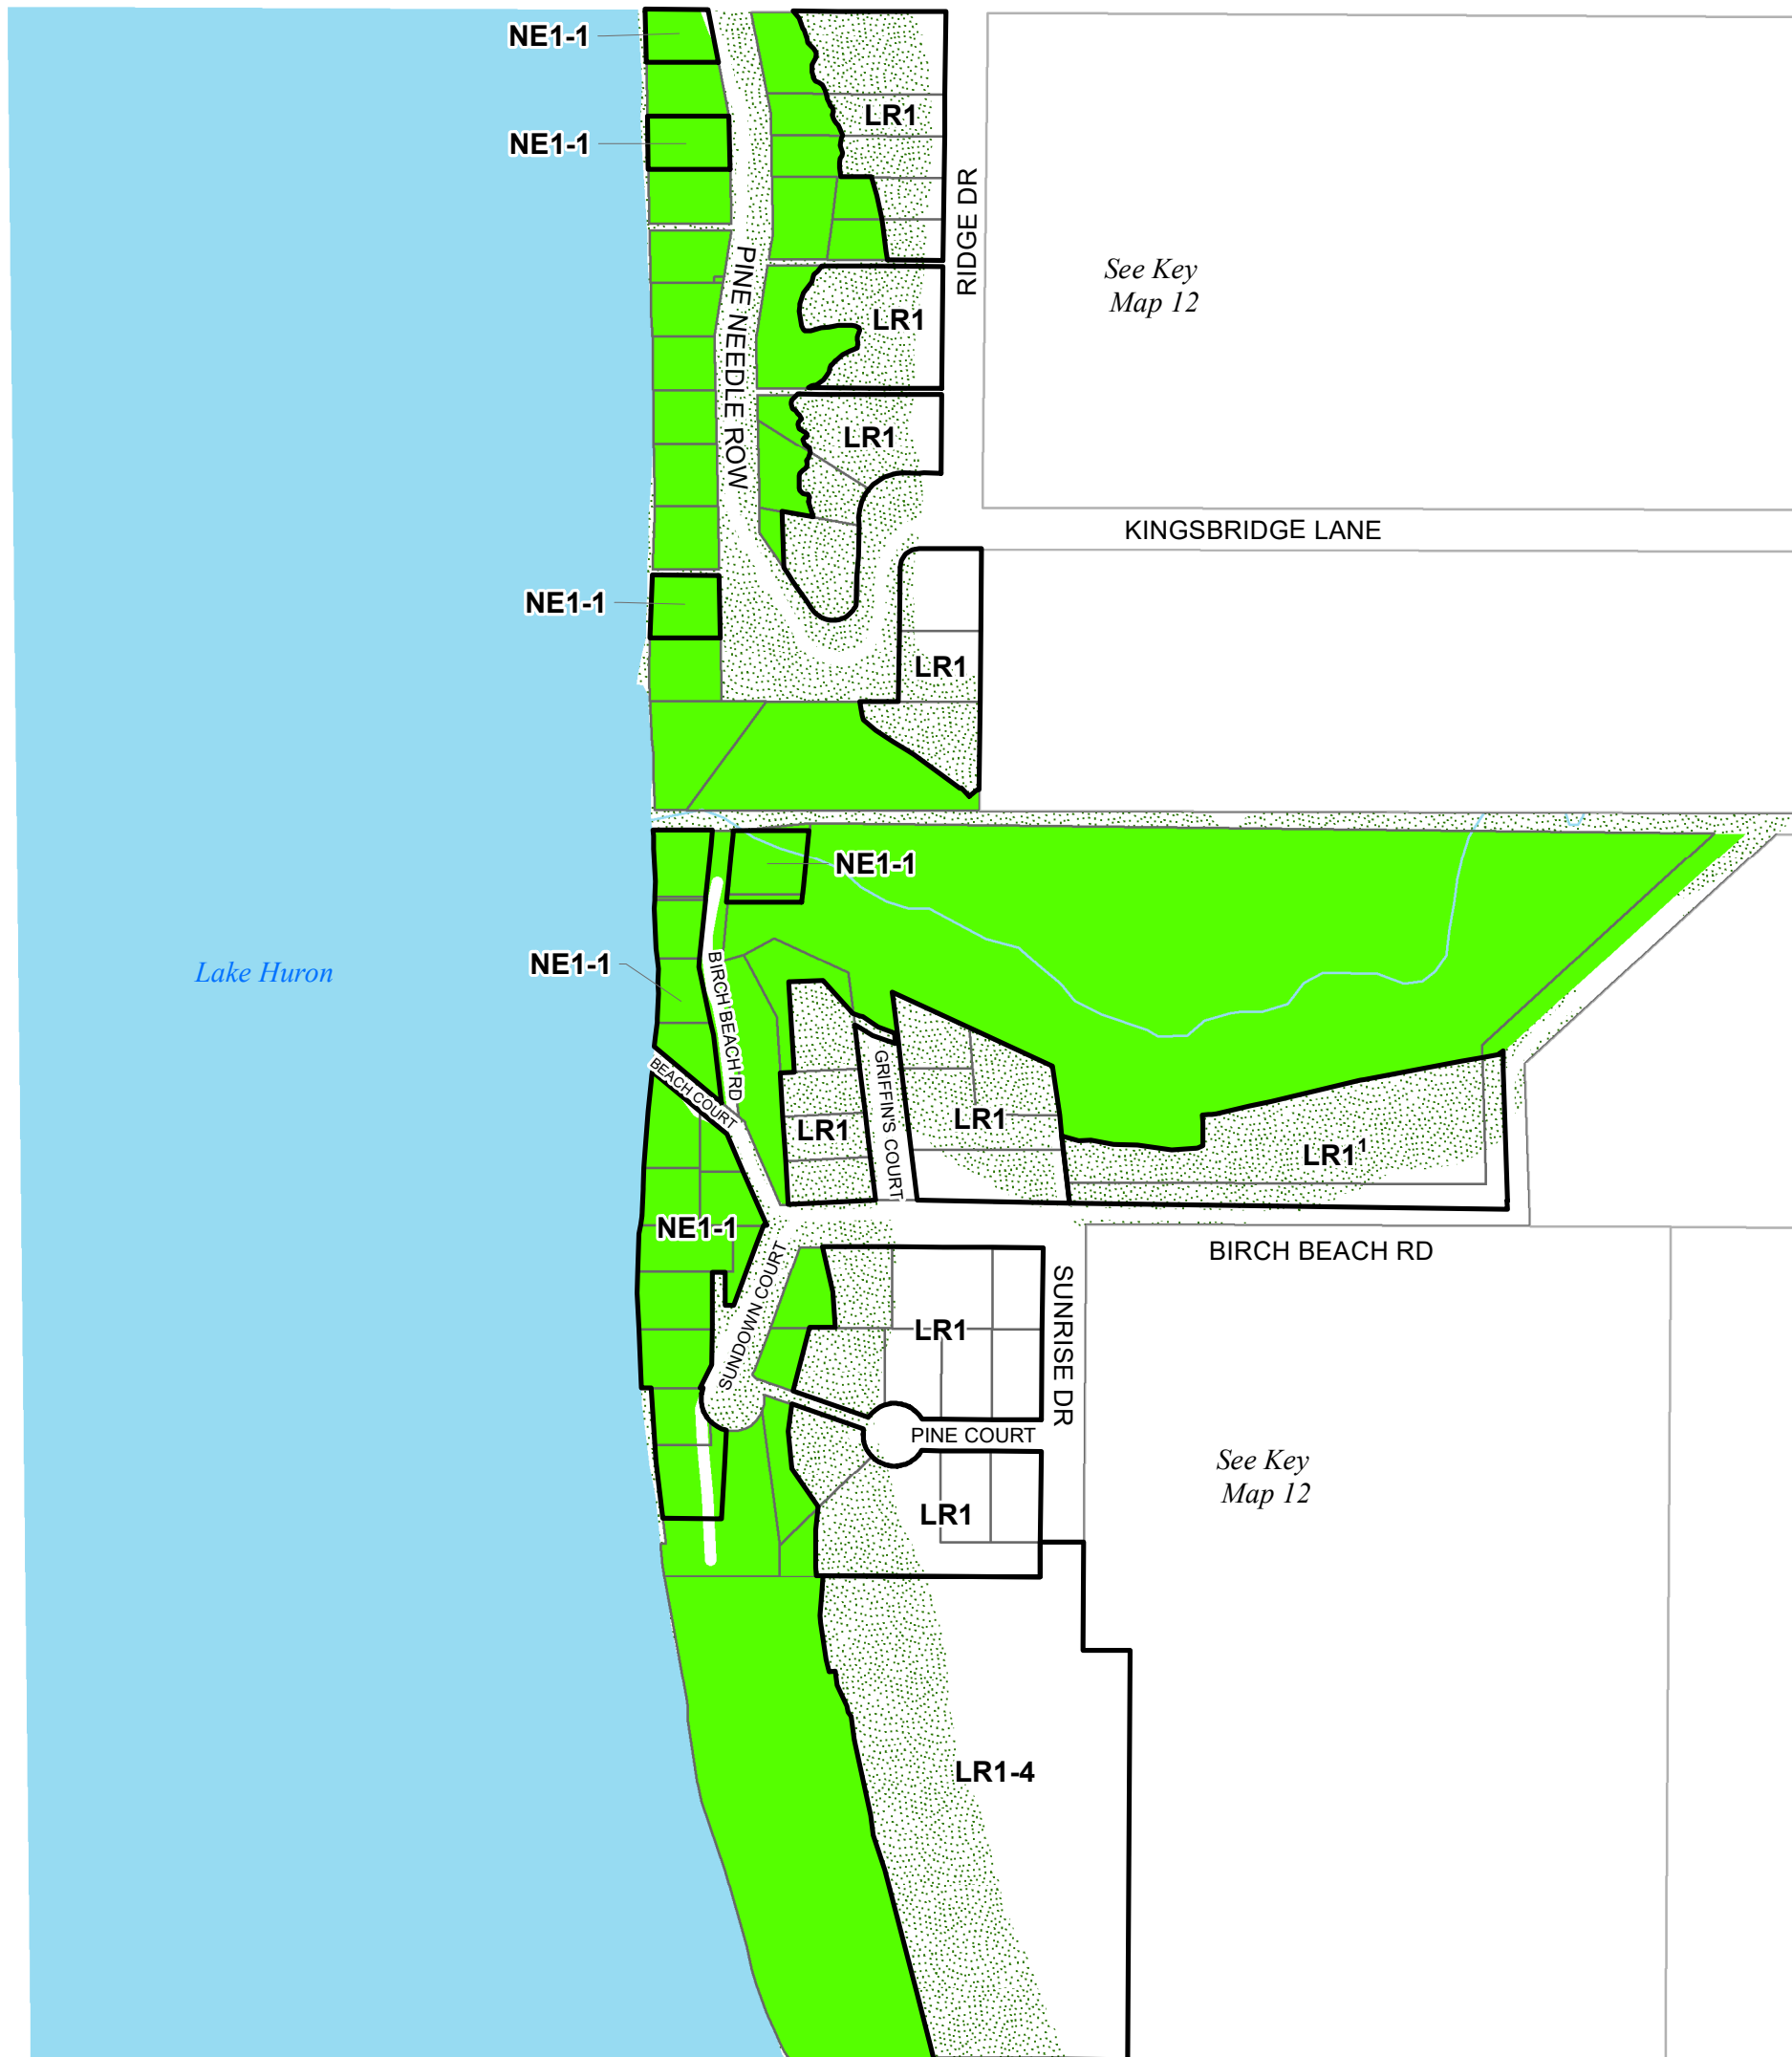 NE1-1
LR1
NE1-1
RIDGE DR
See Key
Map 12
PINE NEEDLE ROW
LR1
LR1
KINGSBRIDGE LANE
NE1-1
LR1
NE1-1
Lake Huron
NE1-1
BIRCH BEACH RD
BEACH COURT
GRIFFIN'S COURT
LR1
LR1
LR1¹
NE1-1
BIRCH BEACH RD
SUNDOWN COURT
SUNRISE DR
LR1
PINE COURT
See Key
Map 12
LR1
LR1-4